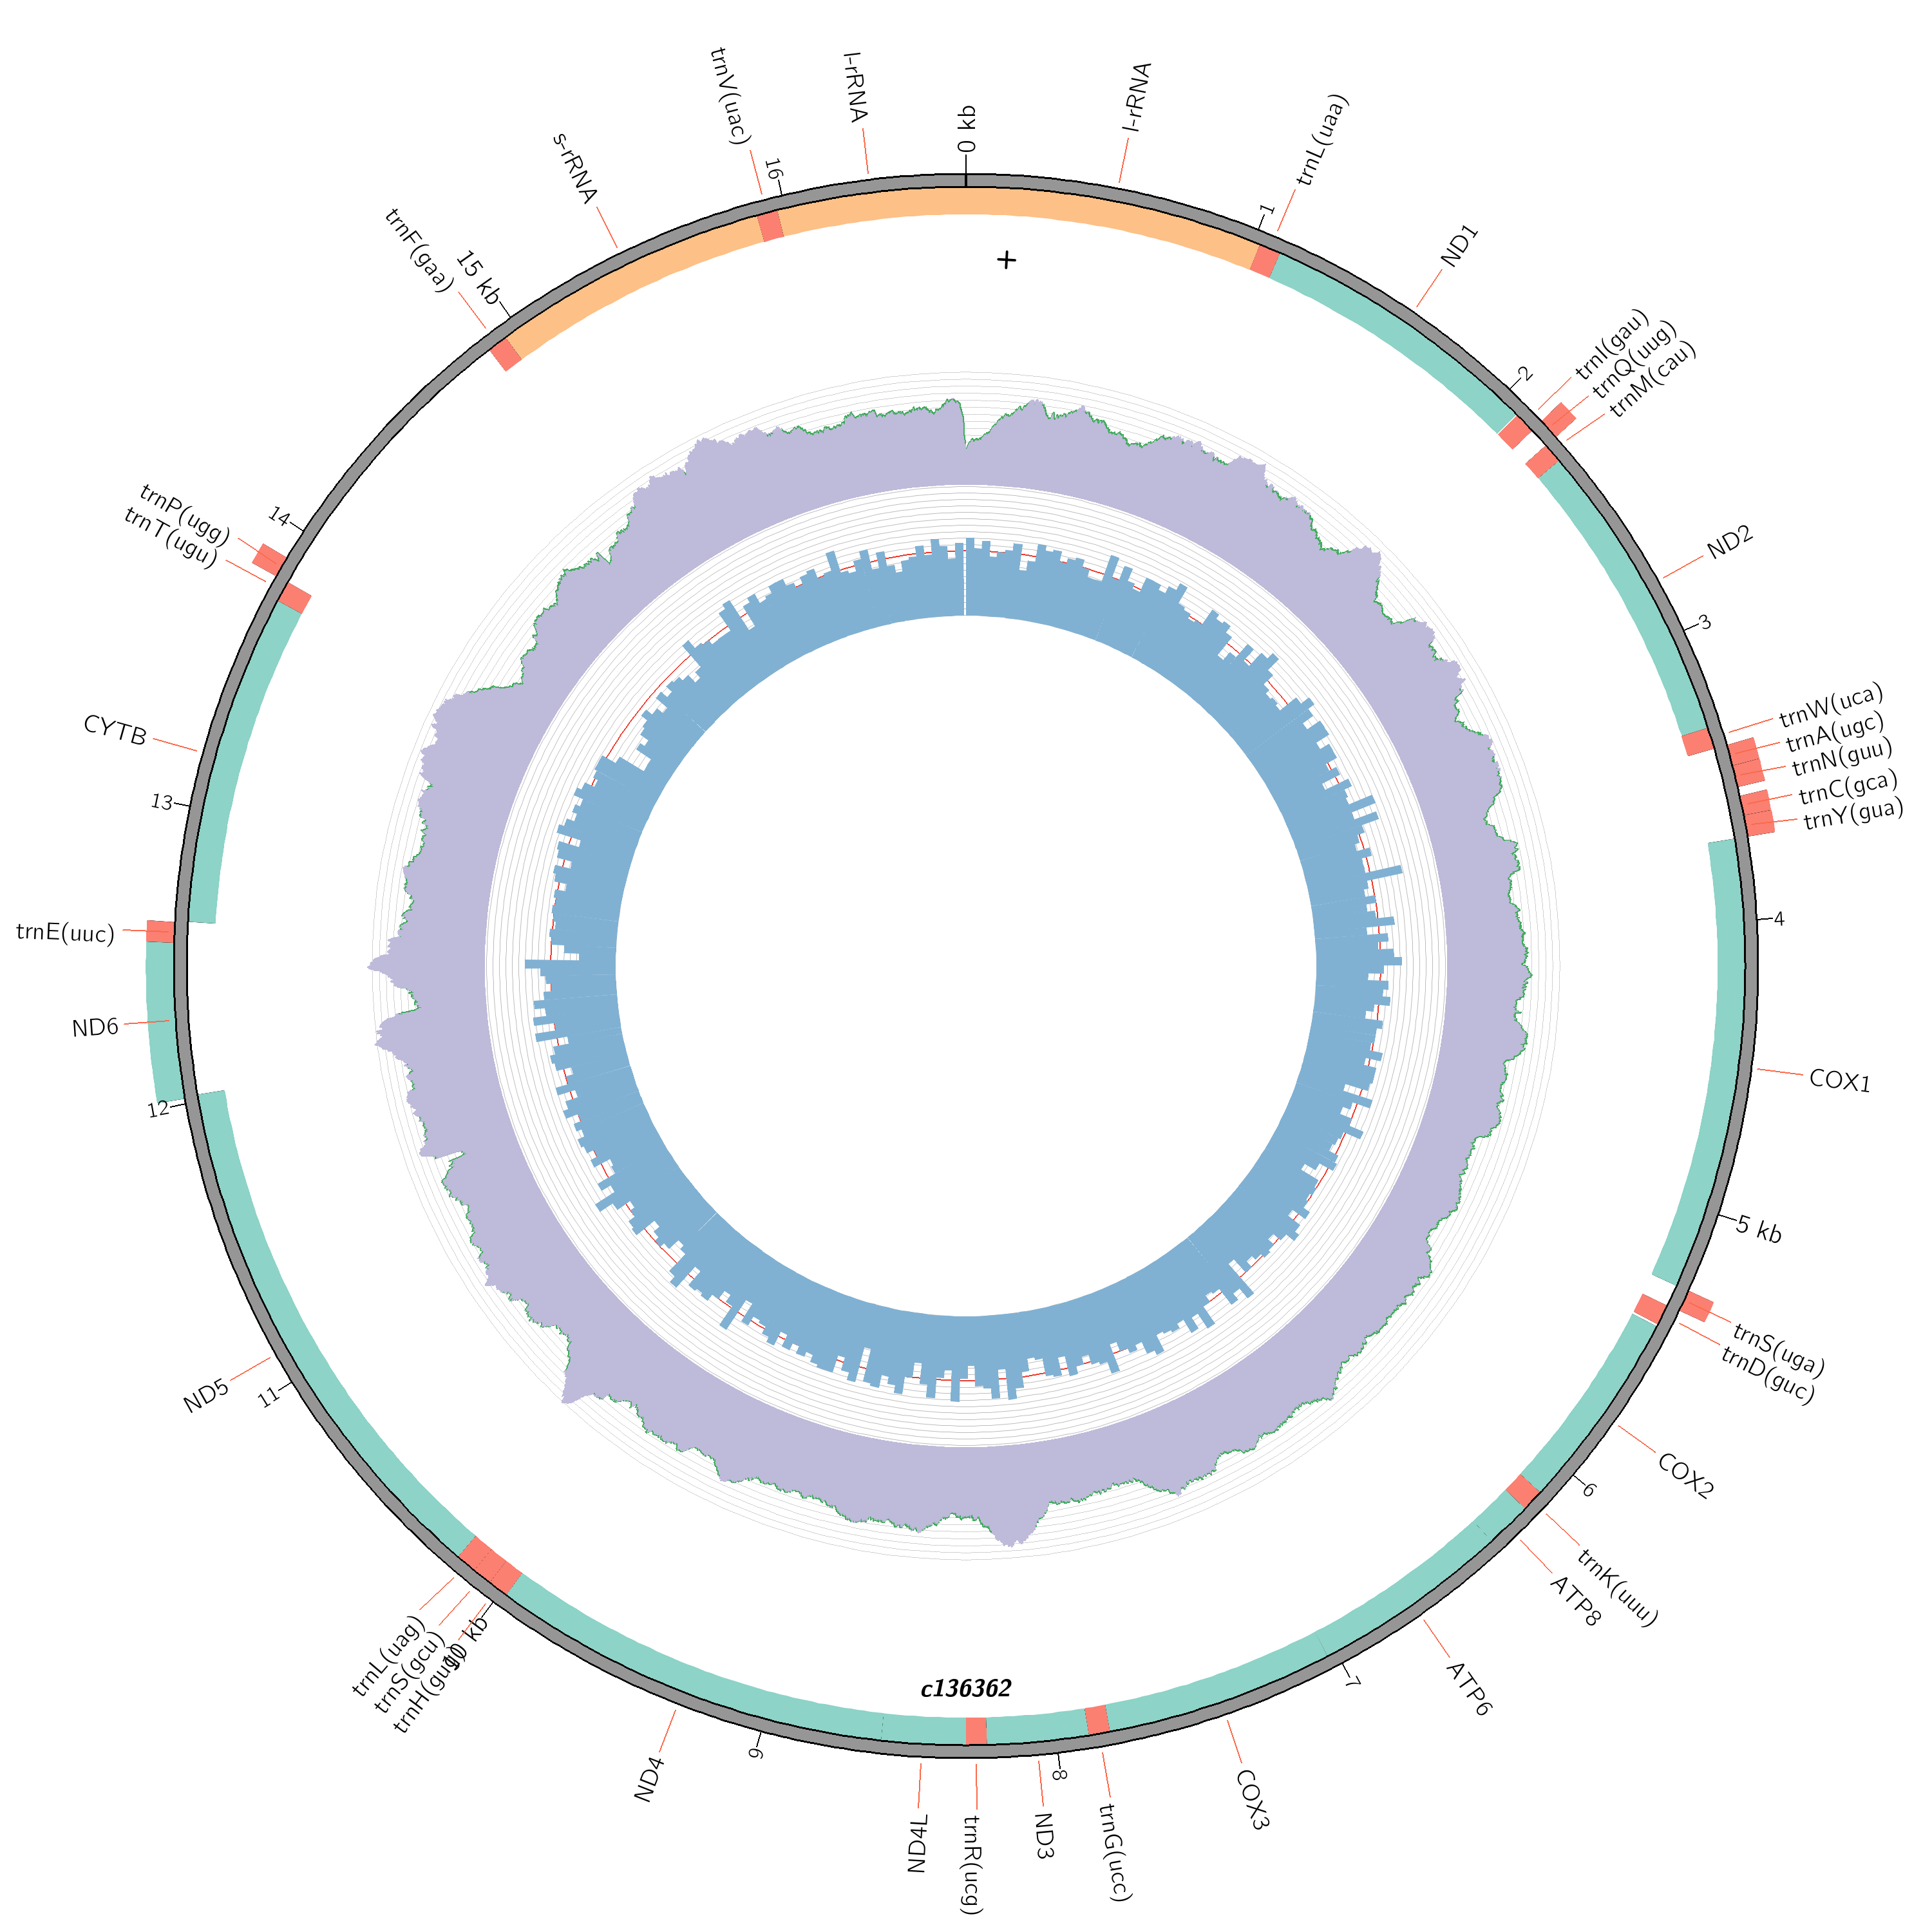 0 kb
l-rRNA
trnL(uaa)
1
ND1
2
trnI(gau)
trnQ(uug)
trnM(cau)
ND2
3
trnW(uca)
trnA(ugc)
trnN(guu)
trnC(gca)
trnY(gua)
4
COX1
5 kb
trnS(uga)
trnD(guc)
COX2
6
trnK(uuu)
ATP8
ATP6
7
COX3
trnG(ucc)
8
ND3
trnR(ucg)
ND4L
9
ND4
10 kb
trnH(gug)
trnS(gcu)
trnL(uag)
11
ND5
12
ND6
trnE(uuc)
13
CYTB
trnT(ugu)
trnP(ugg)
14
trnF(gaa)
15 kb
s-rRNA
trnV(uac)
16
l-rRNA
+
c136362